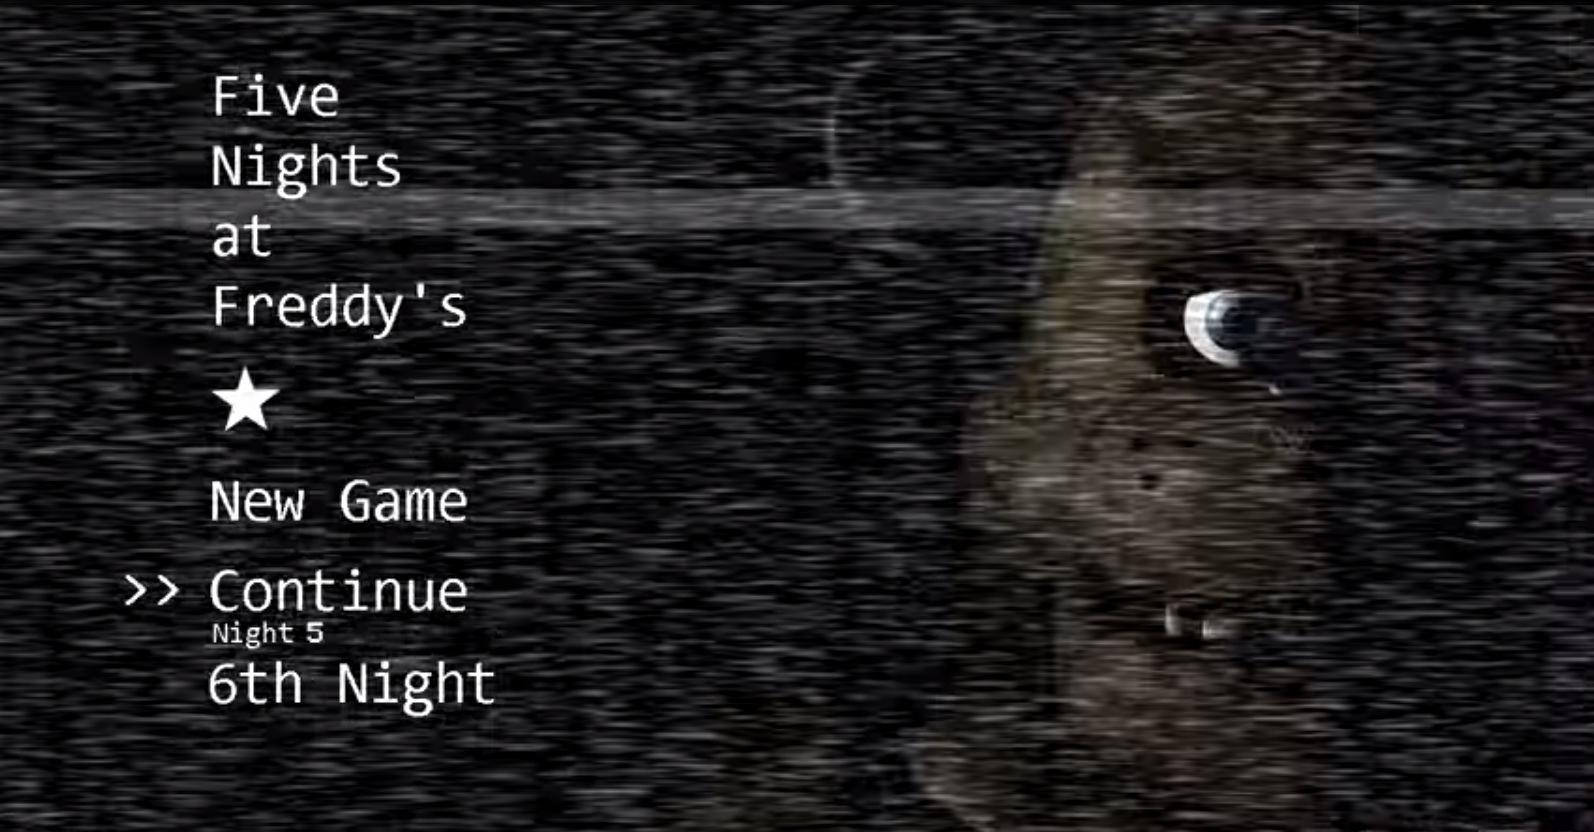 Five
Nights
at
Freddy's
New Game
>> Continue
Night 5
6th Night